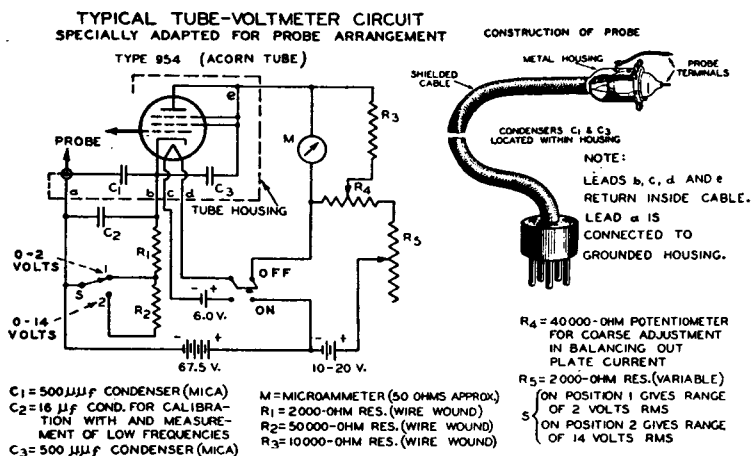 TYPICAL TUBE-VOLTMETER CIRCUIT
SPECIALLY ADAPTED FOR PROBE ARRANGEMENT
TYPE 954 (ACORN TUBE)
e
PROBE
C1
C3
a
b
c
d
TUBE HOUSING
C2
M
R3
R4
R5
0-2
VOLTS
S
1
2
R1
R2
0-14
VOLTS
OFF
ON
- +
6.0 V.
- +
67.5 V.
- +
10-20 V.
CONSTRUCTION OF PROBE
METAL HOUSING
SHIELDED
CABLE
PROBE
TERMINALS
CONDENSERS C1 & C3
LOCATED WITHIN HOUSING
NOTE:
LEADS b, c, d AND e
RETURN INSIDE CABLE.
LEAD a IS
CONNECTED TO
GROUNDED HOUSING.
C1 = 500 μμf CONDENSER (MICA)
C2 = 16 μf COND. FOR CALIBRA-
TION WITH AND MEASURE-
MENT OF LOW FREQUENCIES
C3 = 500 μμf CONDENSER (MICA)
M = MICROAMMETER (50 OHMS APPROX.)
R1 = 2000-OHM RES. (WIRE WOUND)
R2 = 50000-OHM RES. (WIRE WOUND)
R3 = 10000-OHM RES. (WIRE WOUND)
R4 = 40000-OHM POTENTIOMETER
FOR COARSE ADJUSTMENT
IN BALANCING OUT
PLATE CURRENT
R5 = 2000-OHM RES. (VARIABLE)
S { ON POSITION 1 GIVES RANGE
OF 2 VOLTS RMS
ON POSITION 2 GIVES RANGE
OF 14 VOLTS RMS